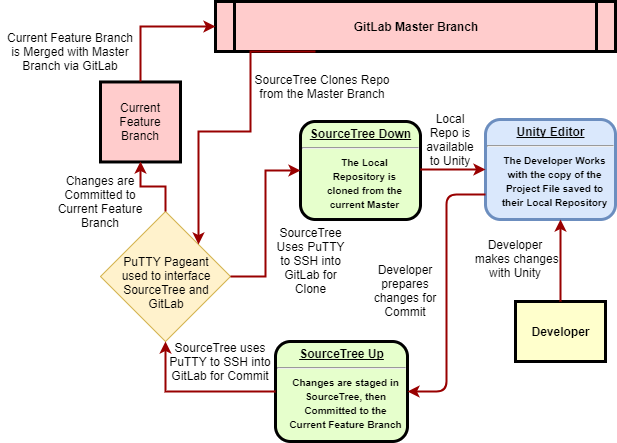 GitLab Master Branch
Current Feature Branch
is Merged with Master
Branch via GitLab
SourceTree Clones Repo
from the Master Branch
Current
Feature
Branch
Local
Repo is
available
to Unity
SourceTree Down
The Local
Repository is
cloned from the
current Master
Unity Editor
The Developer Works
with the copy of the
Project File saved to
their Local Repository
Changes are
Committed to
Current Feature
Branch
SourceTree
Uses PuTTY
to SSH into
GitLab for
Clone
PuTTY Pageant
used to interface
SourceTree and
GitLab
Developer
prepares
changes for
Commit
Developer
makes changes
with Unity
Developer
SourceTree uses
PuTTY to SSH into
GitLab for Commit
SourceTree Up
Changes are staged in
SourceTree, then
Committed to the
Current Feature Branch